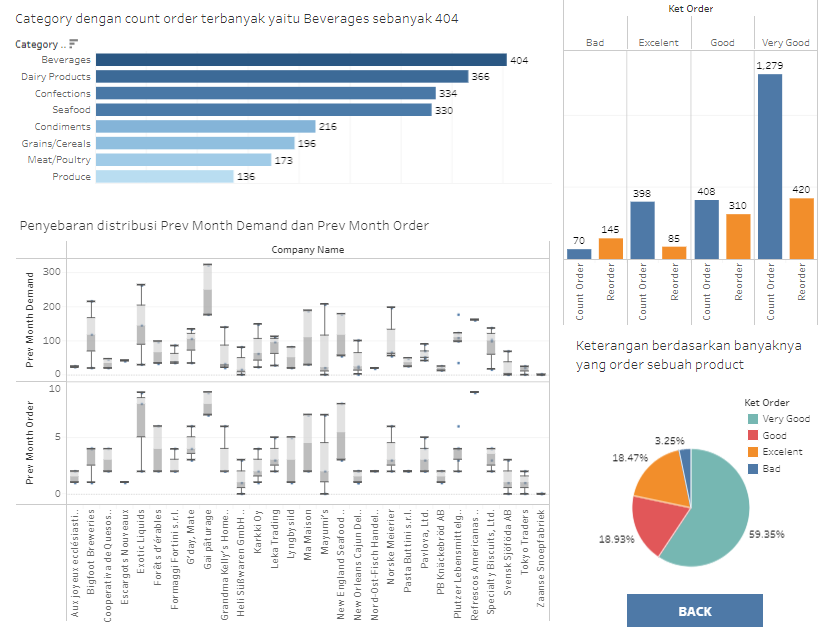 Category dengan count order terbanyak yaitu Beverages sebanyak 404
Category ..
Beverages 404
Dairy Products 366
Confections 334
Seafood 330
Condiments 216
Grains/Cereals 196
Meat/Poultry 173
Produce 136
Ket Order
Bad Excelent Good Very Good
1,279
398 408 420
310
145
70 85
Count Order Reorder Count Order Reorder Count Order Reorder Count Order Reorder
Penyebaran distribusi Prev Month Demand dan Prev Month Order
Company Name
Prev Month Demand
300
200
100
0
Prev Month Order
10
5
0
Aux joyeux ecclésiasti..
Bigfoot Breweries
Cooperativa de Quesos..
Escargots Nouveaux
Exotic Liquids
Forêts d'érables
Formaggi Fortini s.r.l.
G'day, Mate
Gai pâturage
Grandma Kelly's Home..
Heli Süßwaren GmbH ..
Karkki Oy
Leka Trading
Lyngbysild
Ma Maison
Mayumi's
New England Seafood ..
New Orleans Cajun Del..
Nord-Ost-Fisch Handel..
Norske Meierier
Pasta Buttini s.r.l.
Pavlova, Ltd.
PB Knäckebröd AB
Plutzer Lebensmittelg..
Refrescos Americanas ..
Specialty Biscuits, Ltd.
Svensk Sjöföda AB
Tokyo Traders
Zaanse Snoepfabriek
Keterangan berdasarkan banyaknya
yang order sebuah product
Ket Order
Very Good
Good
Excelent
Bad
3.25%
18.47%
18.93%
59.35%
BACK